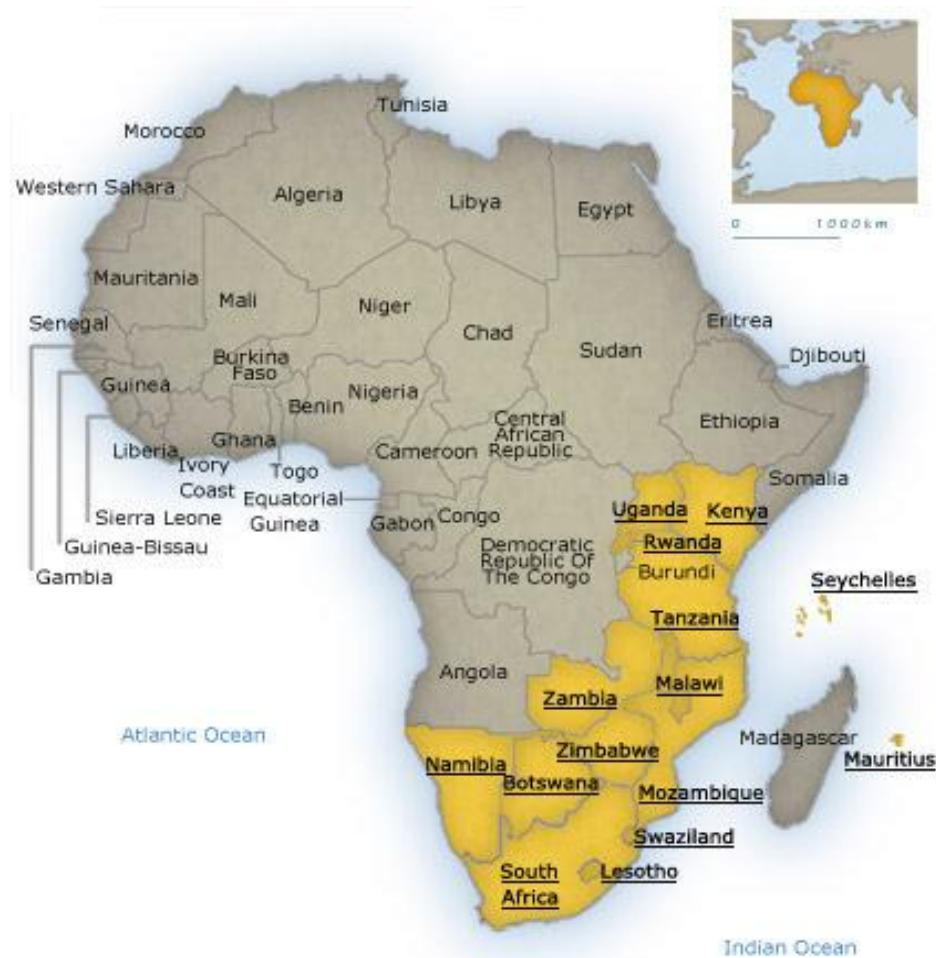 0 1000km
Tunisia
Morocco
Western Sahara
Algeria
Libya
Egypt
Mauritania
Mali
Niger
Chad
Sudan
Eritrea
Senegal
Djibouti
Burkina
Faso
Guinea
Benin
Nigeria
Ethiopia
Central
African
Republic
Liberia
Ghana
Cameroon
Ivory
Coast
Togo
Somalia
Equatorial
Guinea
Sierra Leone
Gabon
Congo
Uganda
Kenya
Guinea-Bissau
Rwanda
Gambia
Democratic
Republic Of
The Congo
Burundi
Seychelles
Tanzania
Angola
Malawi
Zambia
Atlantic Ocean
Madagascar
Mauritius
Namibia
Zimbabwe
Botswana
Mozambique
Swaziland
South
Africa
Lesotho
Indian Ocean